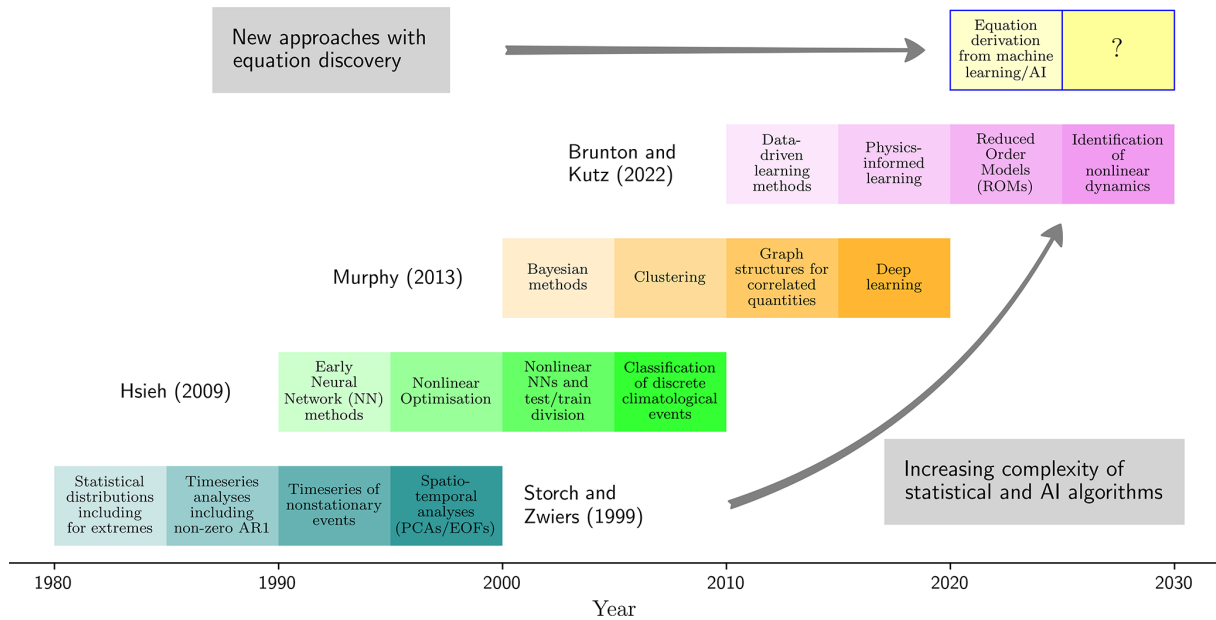 New approaches with
equation discovery
Equation
derivation
from machine
learning/AI
?
Brunton and
Kutz (2022)
Data-
driven
learning
methods
Physics-
informed
learning
Reduced
Order
Models
(ROMs)
Identification
of
nonlinear
dynamics
Murphy (2013)
Bayesian
methods
Clustering
Graph
structures for
correlated
quantities
Deep
learning
Hsieh (2009)
Early
Neural
Network (NN)
methods
Nonlinear
Optimisation
Nonlinear
NNs and
test/train
division
Classification
of discrete
climatological
events
Statistical
distributions
including
for extremes
Timeseries
analyses
including
non-zero AR1
Timeseries of
nonstationary
events
Spatio-
temporal
analyses
(PCAs/EOFs)
Storch and
Zwiers (1999)
Increasing complexity of
statistical and AI algorithms
1980
1990
2000
2010
2020
2030
Year